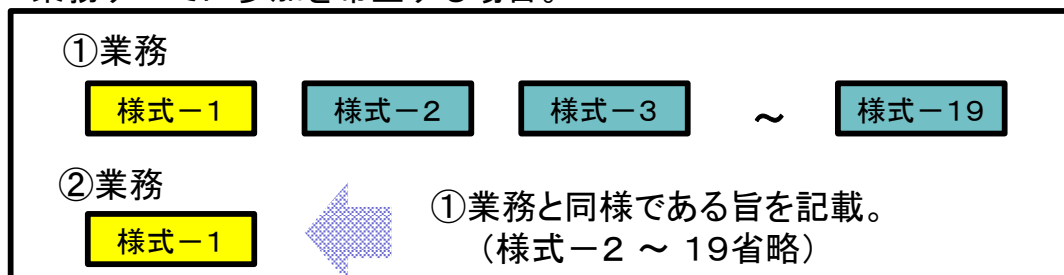 ①業務
様式－1 様式－2 様式－3 ～ 様式－19
②業務
様式－1
①業務と同様である旨を記載。
（様式－2 ～ 19省略）